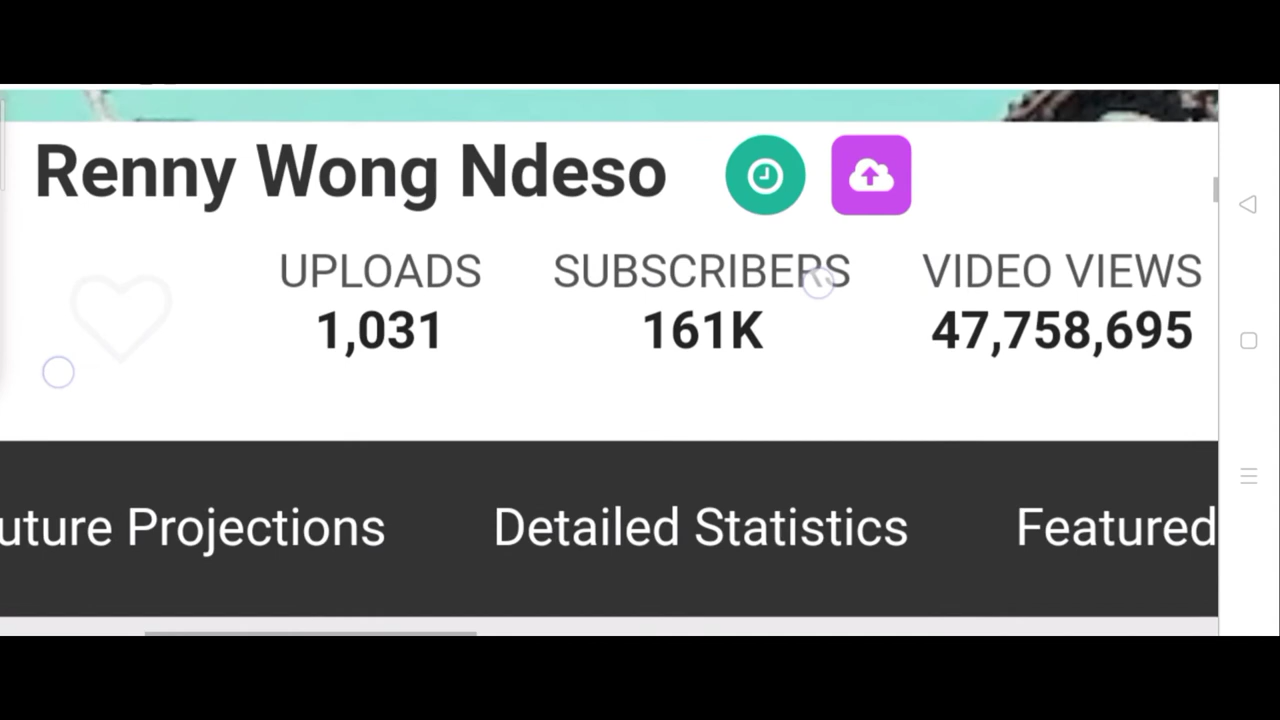 Renny Wong Ndeso
UPLOADS SUBSCRIBERS VIDEO VIEWS
1,031 161K 47,758,695
uture Projections Detailed Statistics Featured